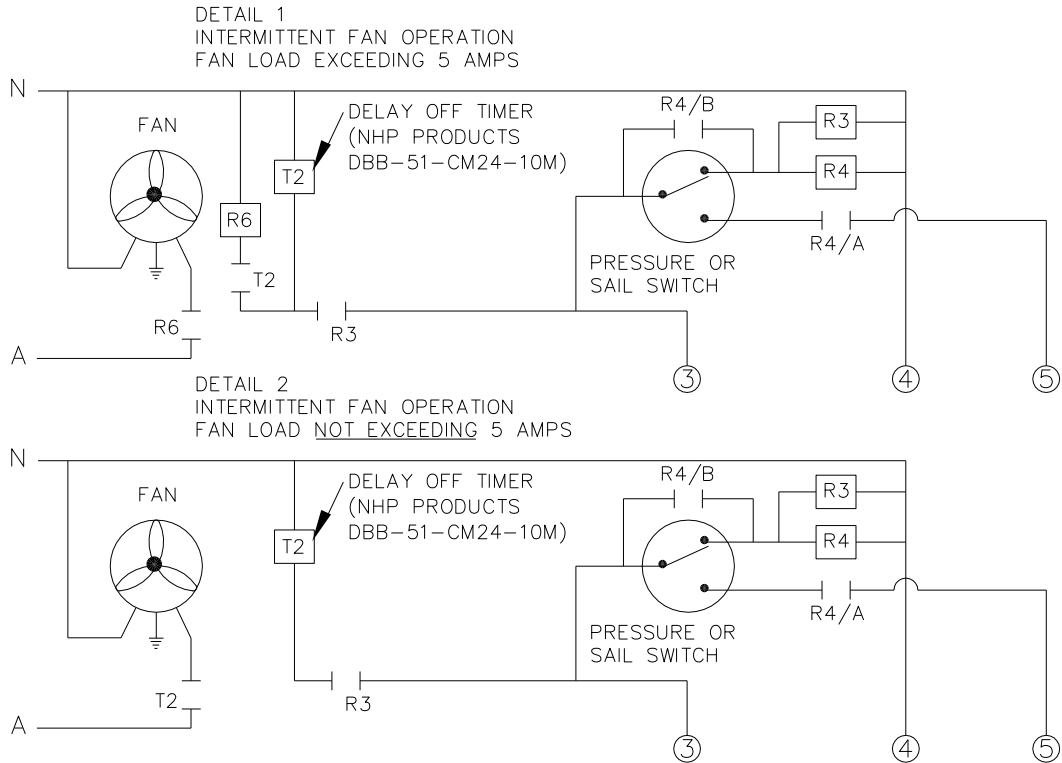 DETAIL 1
INTERMITTENT FAN OPERATION
FAN LOAD EXCEEDING 5 AMPS
N
FAN
DELAY OFF TIMER
(NHP PRODUCTS
DBB-51-CM24-10M)
R4/B
R3
T2
R4
R6
R4/A
PRESSURE OR
SAIL SWITCH
T2
R6
R3
A
3
4
5
DETAIL 2
INTERMITTENT FAN OPERATION
FAN LOAD NOT EXCEEDING 5 AMPS
N
FAN
DELAY OFF TIMER
(NHP PRODUCTS
DBB-51-CM24-10M)
R4/B
R3
T2
R4
R4/A
PRESSURE OR
SAIL SWITCH
T2
R3
A
3
4
5